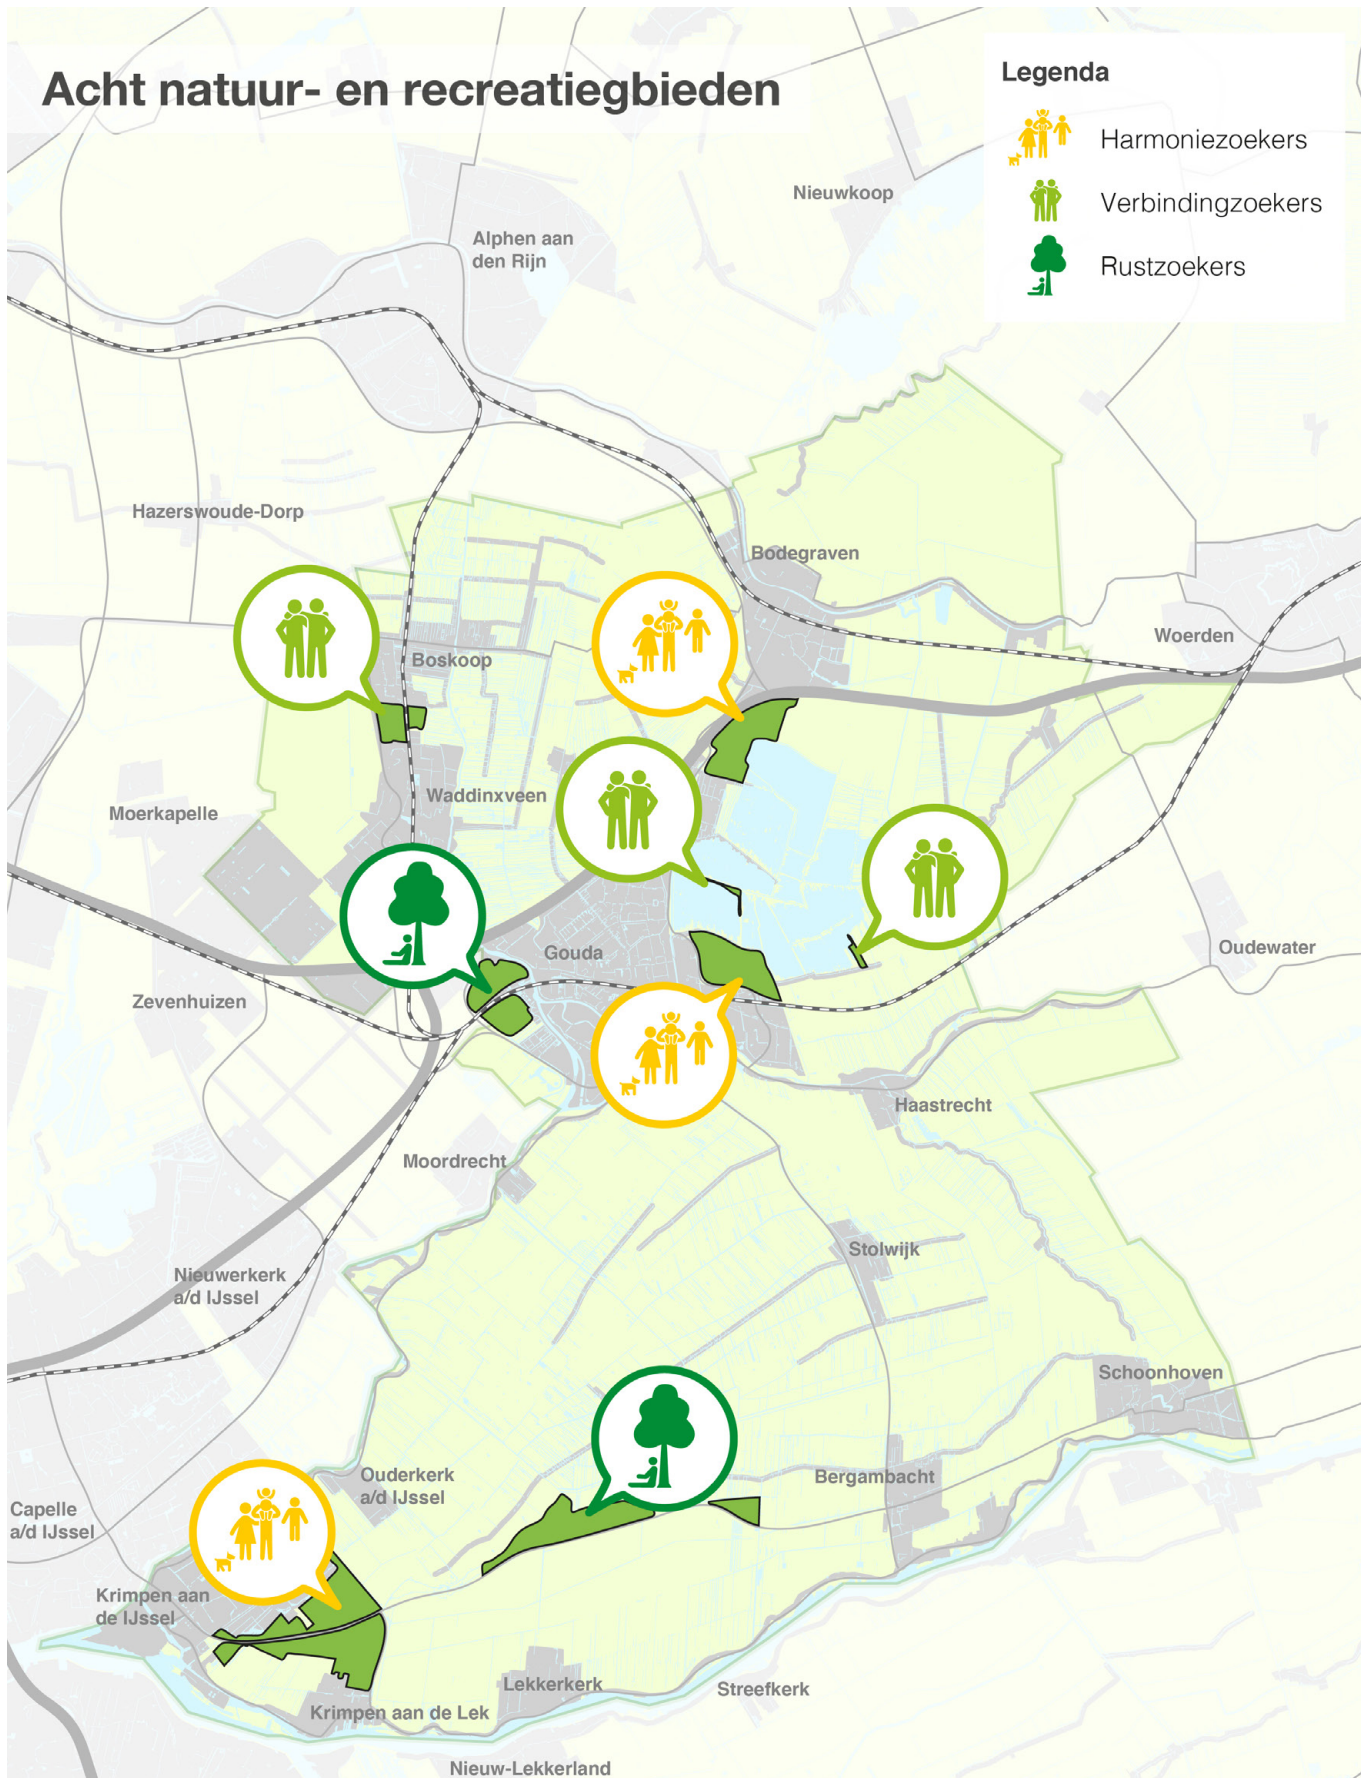 Acht natuur- en recreatiegbieden
Legenda
Harmoniezoekers
Verbindingzoekers
Rustzoekers
Nieuwkoop
Alphen aan
den Rijn
Hazerswoude-Dorp
Bodegraven
Woerden
Boskoop
Waddinxveen
Moerkapelle
Gouda
Oudewater
Zevenhuizen
Haastrecht
Moordrecht
Stolwijk
Nieuwerkerk
a/d IJssel
Schoonhoven
Ouderkerk
a/d IJssel
Bergambacht
Capelle
a/d IJssel
Krimpen aan
de IJssel
Lekkerkerk
Streefkerk
Krimpen aan de Lek
Nieuw-Lekkerland